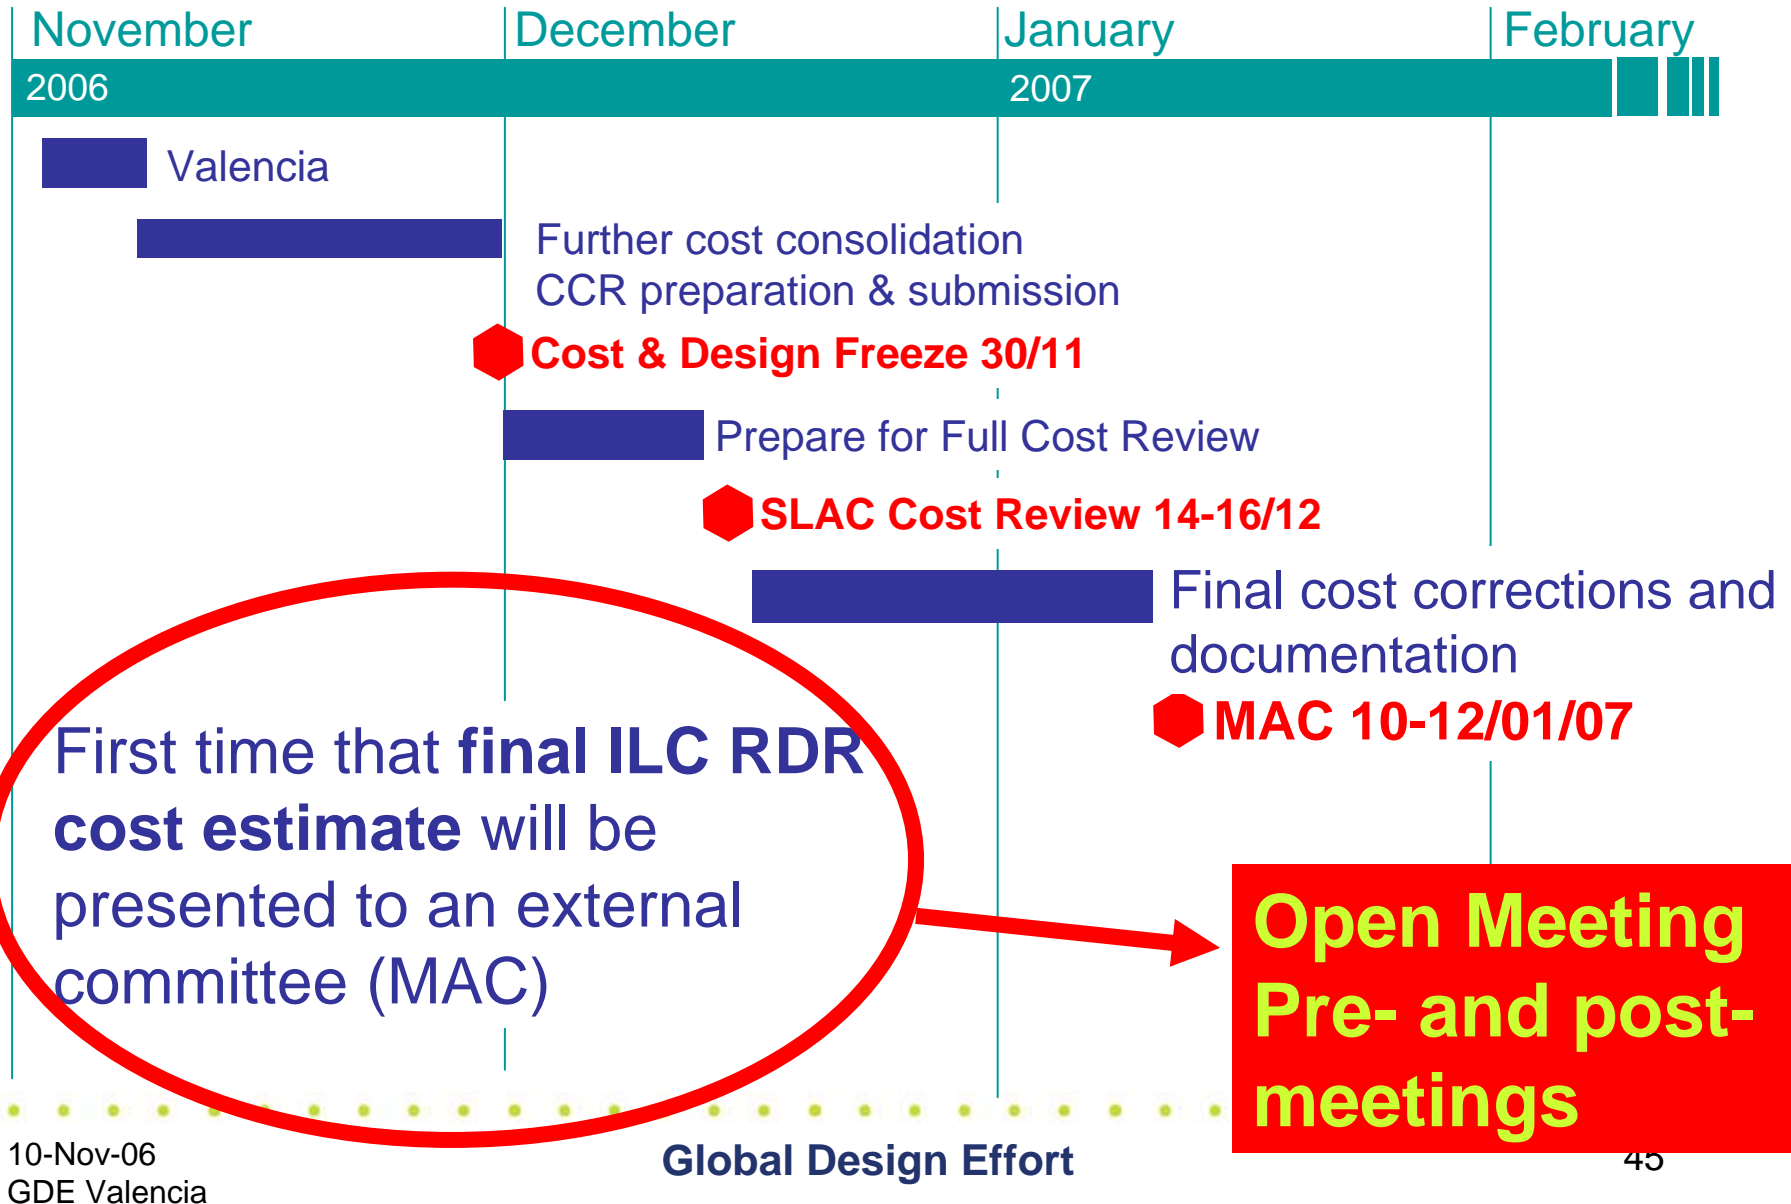 November
December
January
February
2006
2007
Valencia
Further cost consolidation
CCR preparation & submission
Cost & Design Freeze 30/11
Prepare for Full Cost Review
SLAC Cost Review 14-16/12
Final cost corrections and
documentation
MAC 10-12/01/07
First time that final ILC RDR
cost estimate will be
presented to an external
committee (MAC)
Open Meeting
Pre- and post-
meetings
10-Nov-06
GDE Valencia
Global Design Effort
45